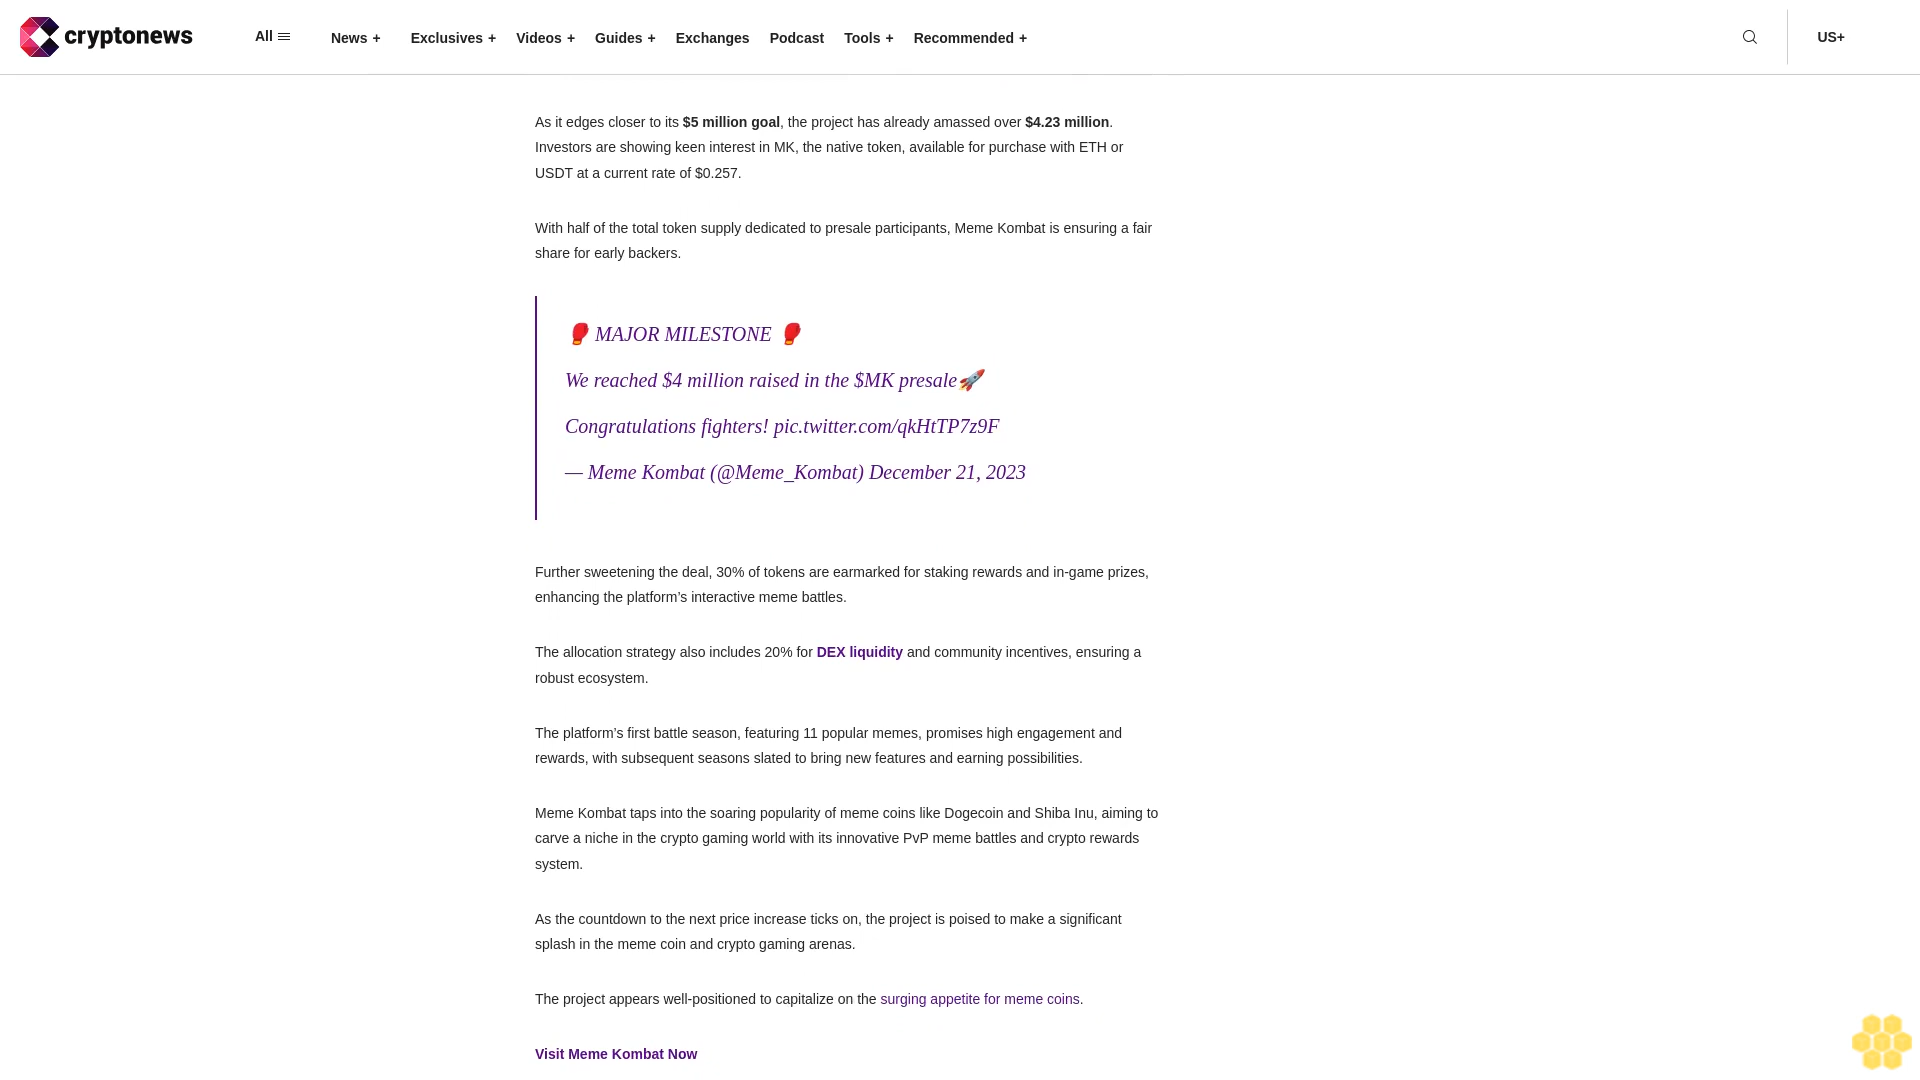 cryptonews
All
News +
Exclusives +
Videos +
Guides +
Exchanges
Podcast
Tools +
Recommended +
US+
As it edges closer to its $5 million goal, the project has already amassed over $4.23 million.
Investors are showing keen interest in MK, the native token, available for purchase with ETH or
USDT at a current rate of $0.257.
With half of the total token supply dedicated to presale participants, Meme Kombat is ensuring a fair
share for early backers.
🥊 MAJOR MILESTONE 🥊
We reached $4 million raised in the $MK presale🚀
Congratulations fighters! pic.twitter.com/qkHtTP7z9F
— Meme Kombat (@Meme_Kombat) December 21, 2023
Further sweetening the deal, 30% of tokens are earmarked for staking rewards and in-game prizes,
enhancing the platform’s interactive meme battles.
The allocation strategy also includes 20% for DEX liquidity and community incentives, ensuring a
robust ecosystem.
The platform’s first battle season, featuring 11 popular memes, promises high engagement and
rewards, with subsequent seasons slated to bring new features and earning possibilities.
Meme Kombat taps into the soaring popularity of meme coins like Dogecoin and Shiba Inu, aiming to
carve a niche in the crypto gaming world with its innovative PvP meme battles and crypto rewards
system.
As the countdown to the next price increase ticks on, the project is poised to make a significant
splash in the meme coin and crypto gaming arenas.
The project appears well-positioned to capitalize on the surging appetite for meme coins.
Visit Meme Kombat Now